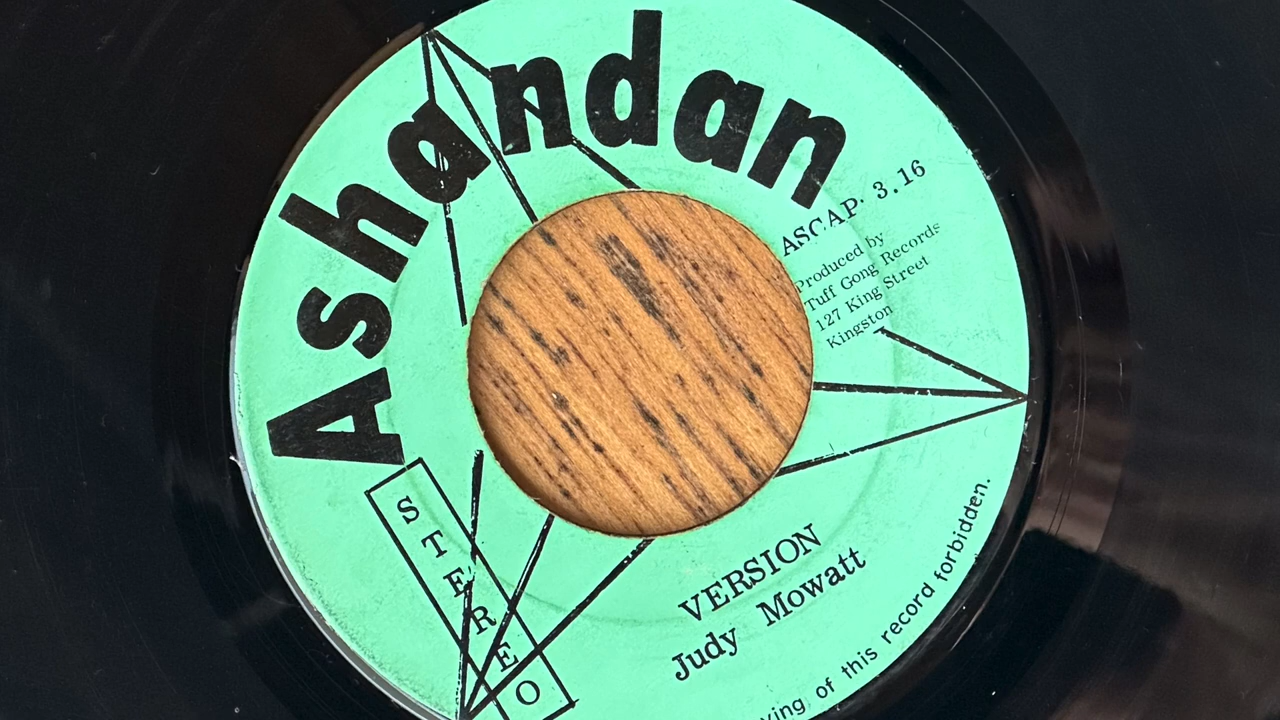 Ashandan
ASCAP. 3.16
Produced by
Tuff Gong Records
127 King Street
Kingston
STEREO
VERSION
Judy Mowatt
of this record forbidden.